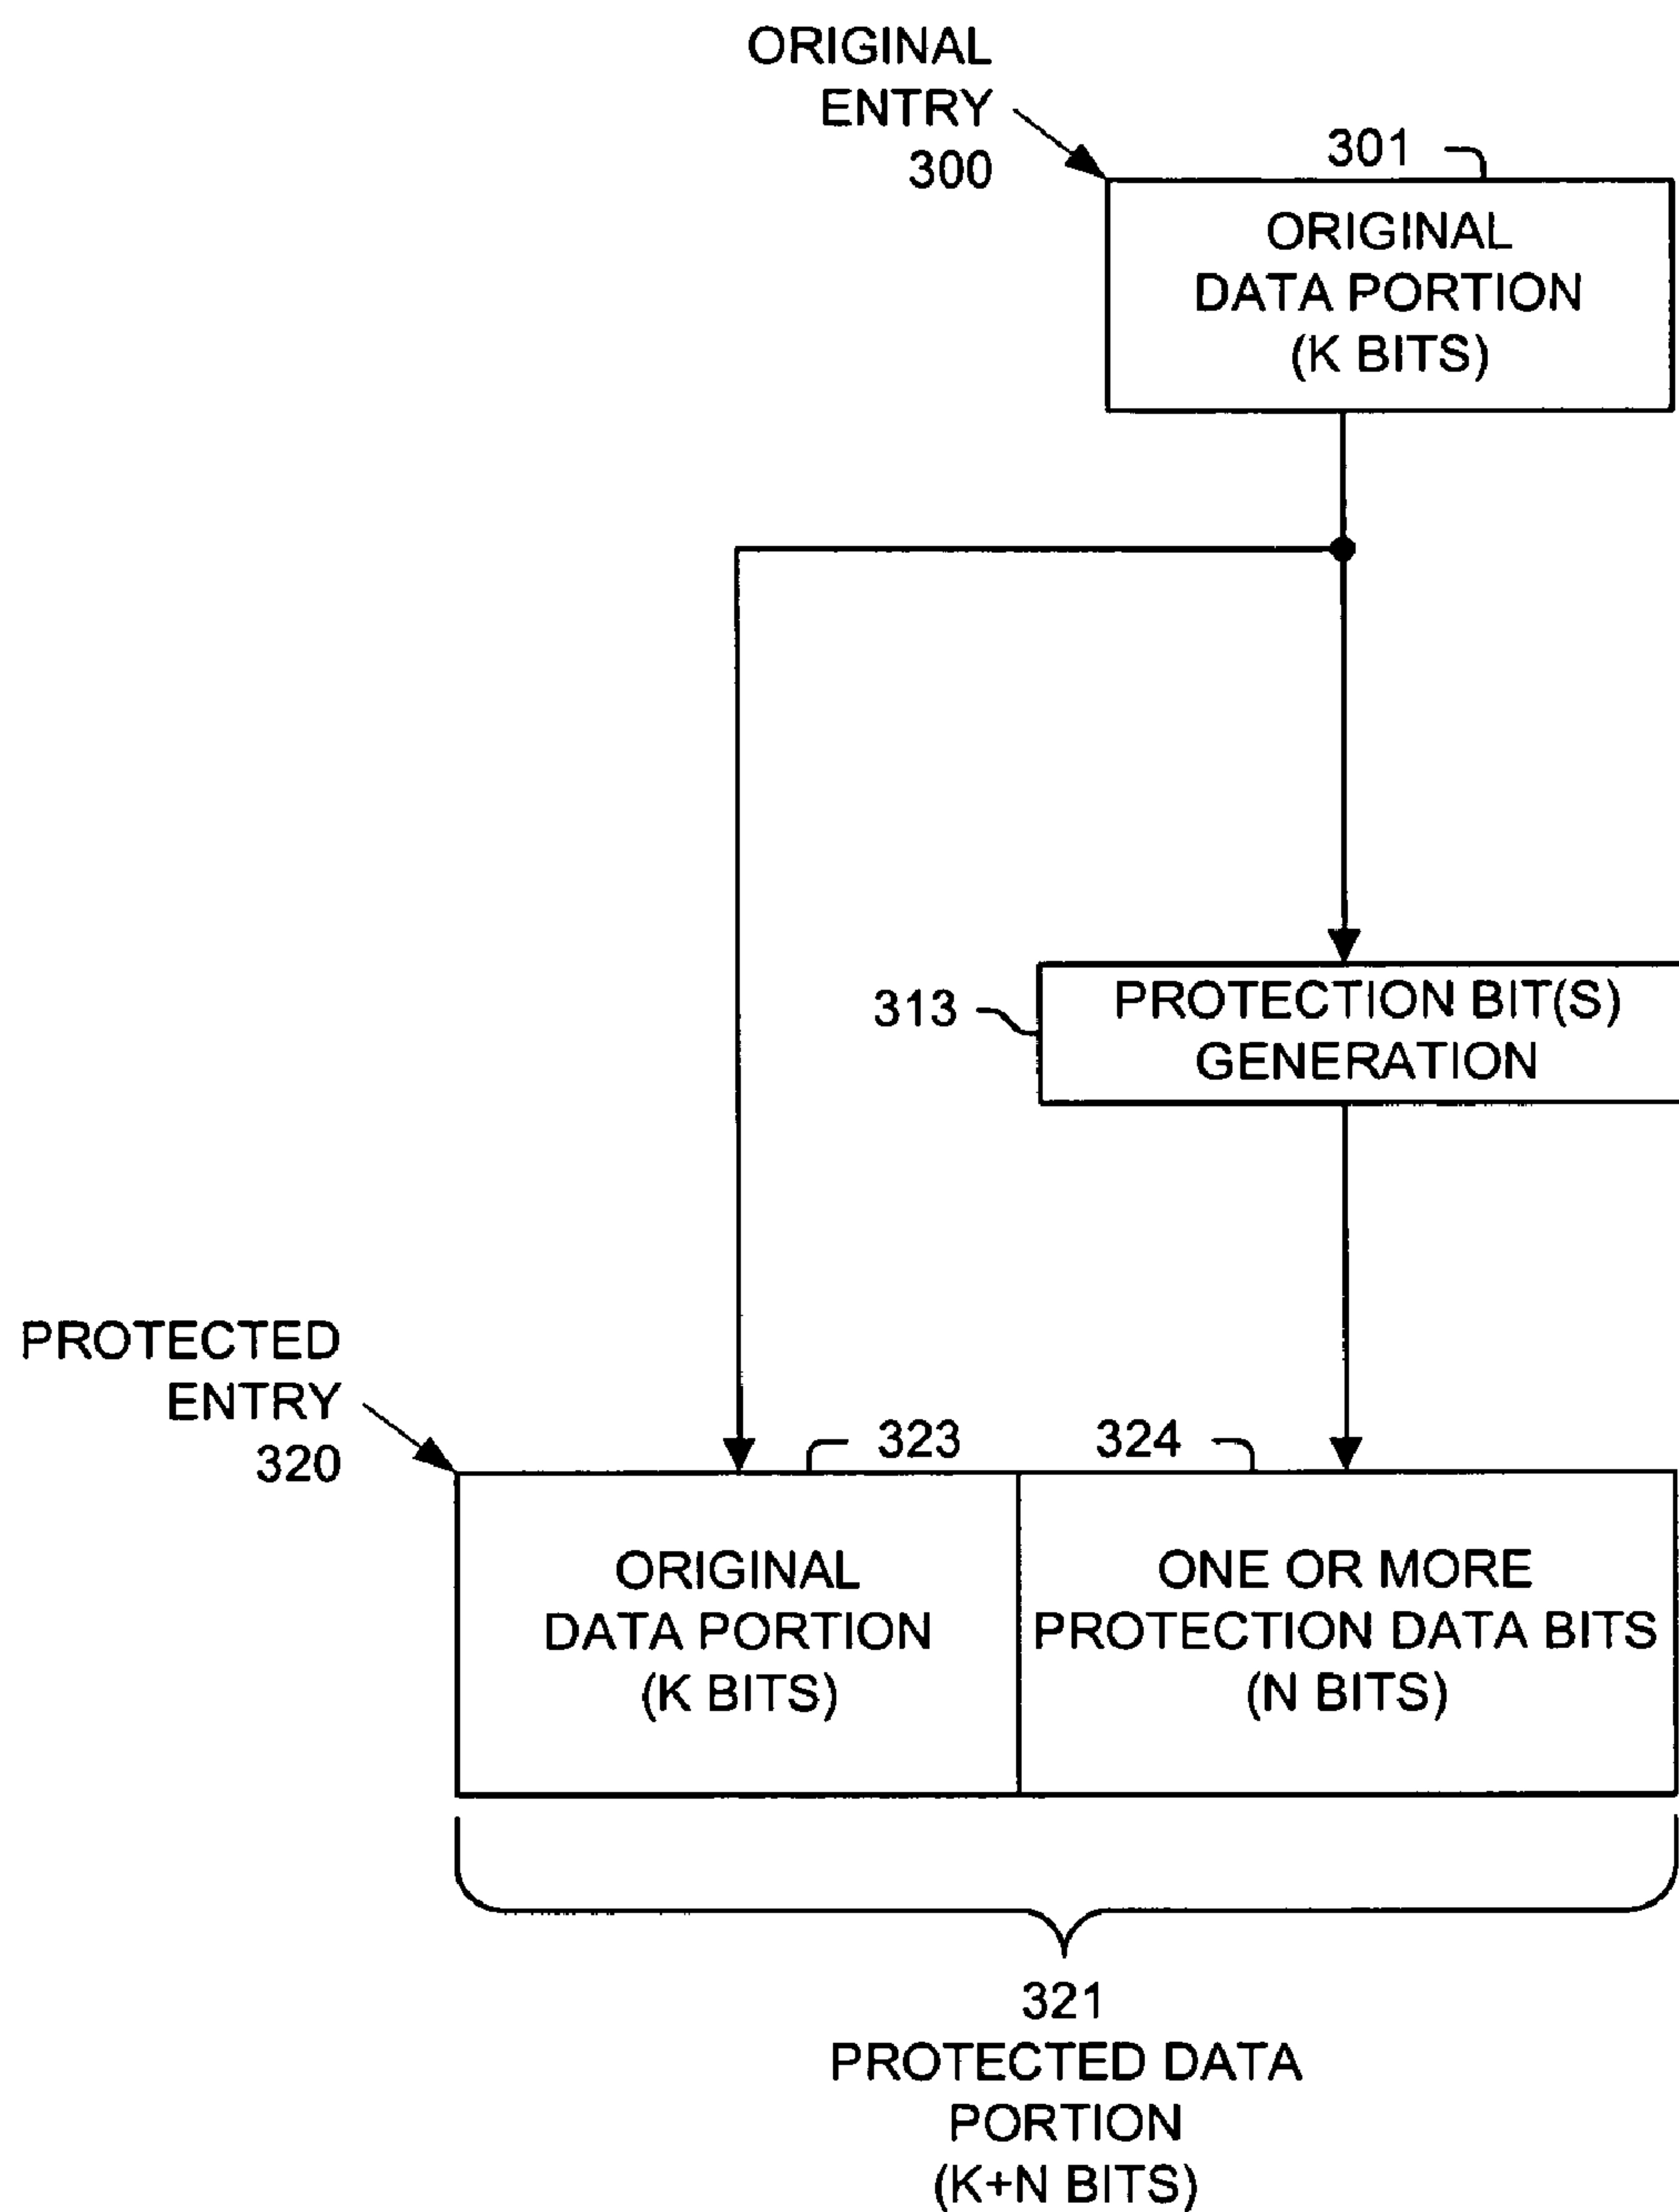 ORIGINAL
ENTRY
300
301
ORIGINAL
DATA PORTION
(K BITS)
313
PROTECTION BIT(S)
GENERATION
PROTECTED
ENTRY
320
323
324
ORIGINAL
DATA PORTION
(K BITS)
ONE OR MORE
PROTECTION DATA BITS
(N BITS)
321
PROTECTED DATA
PORTION
(K+N BITS)